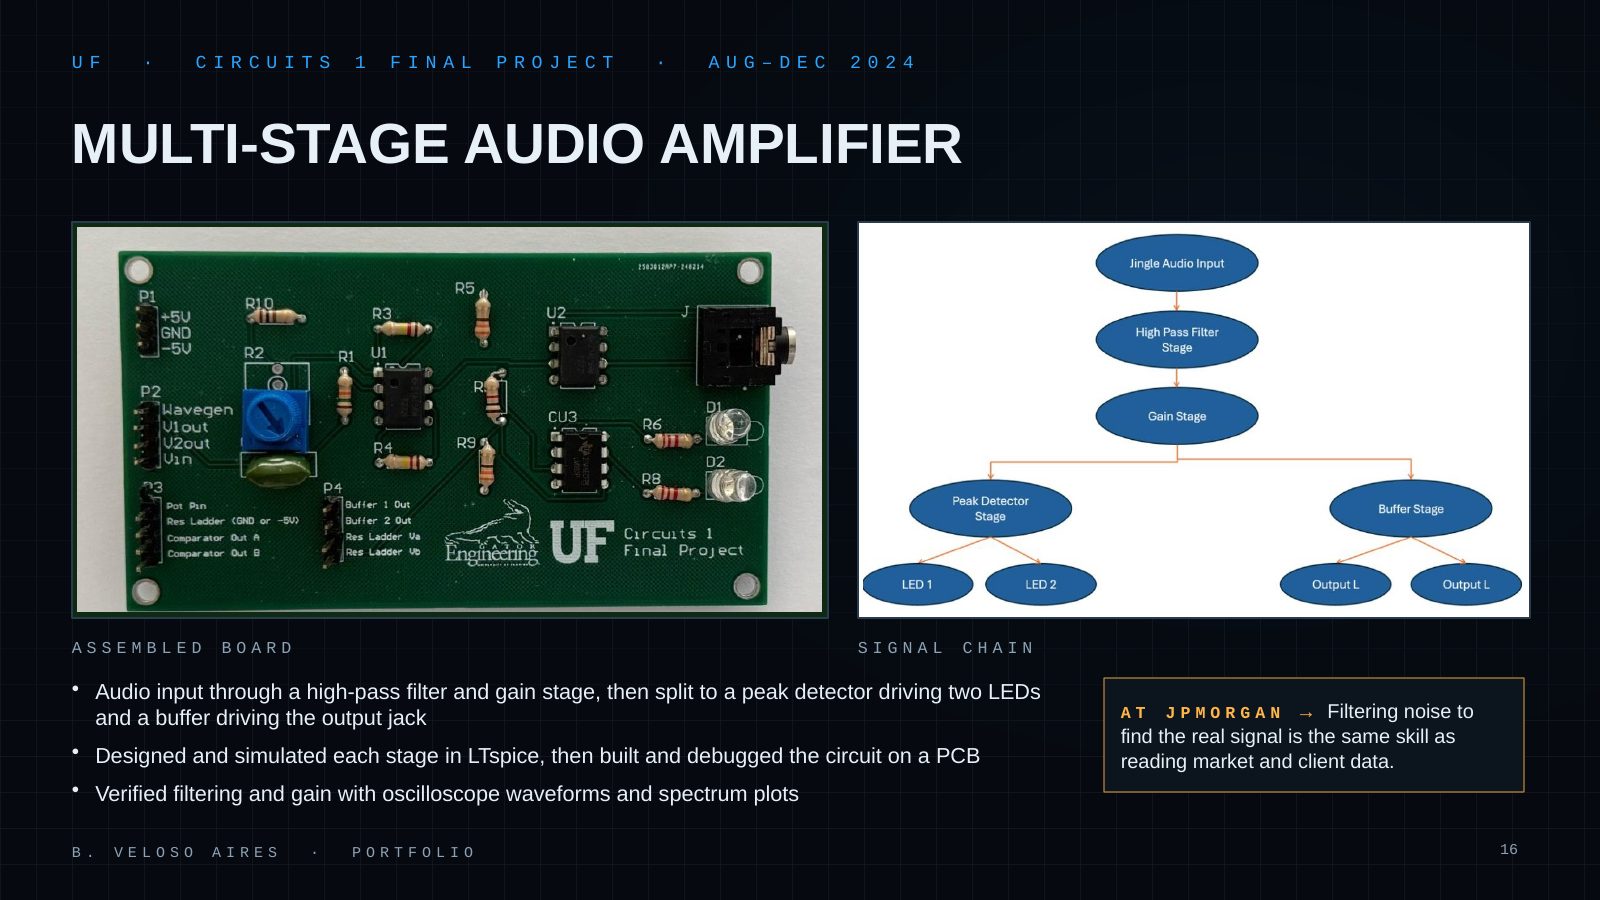 UF · CIRCUITS 1 FINAL PROJECT · AUG–DEC 2024
MULTI-STAGE AUDIO AMPLIFIER
P1
+5V
GND
-5V
R10
R3
R5
U2
J
R2
R1
U1
P2
Wavegen
V1out
V2out
Vin
R4
R9
CU3
R6
D1
R8
D2
P3
Pot Pin
Res Ladder (GND or -5V)
Comparator Out A
Comparator Out B
P4
Buffer 1 Out
Buffer 2 Out
Res Ladder Va
Res Ladder Vb
GATOR
Engineering
UF
Circuits 1
Final Project
Jingle Audio Input
High Pass Filter
Stage
Gain Stage
Peak Detector
Stage
Buffer Stage
LED 1
LED 2
Output L
Output L
ASSEMBLED BOARD
SIGNAL CHAIN
• Audio input through a high-pass filter and gain stage, then split to a peak detector driving two LEDs
and a buffer driving the output jack
• Designed and simulated each stage in LTspice, then built and debugged the circuit on a PCB
• Verified filtering and gain with oscilloscope waveforms and spectrum plots
AT JPMORGAN → Filtering noise to
find the real signal is the same skill as
reading market and client data.
B. VELOSO AIRES · PORTFOLIO
16